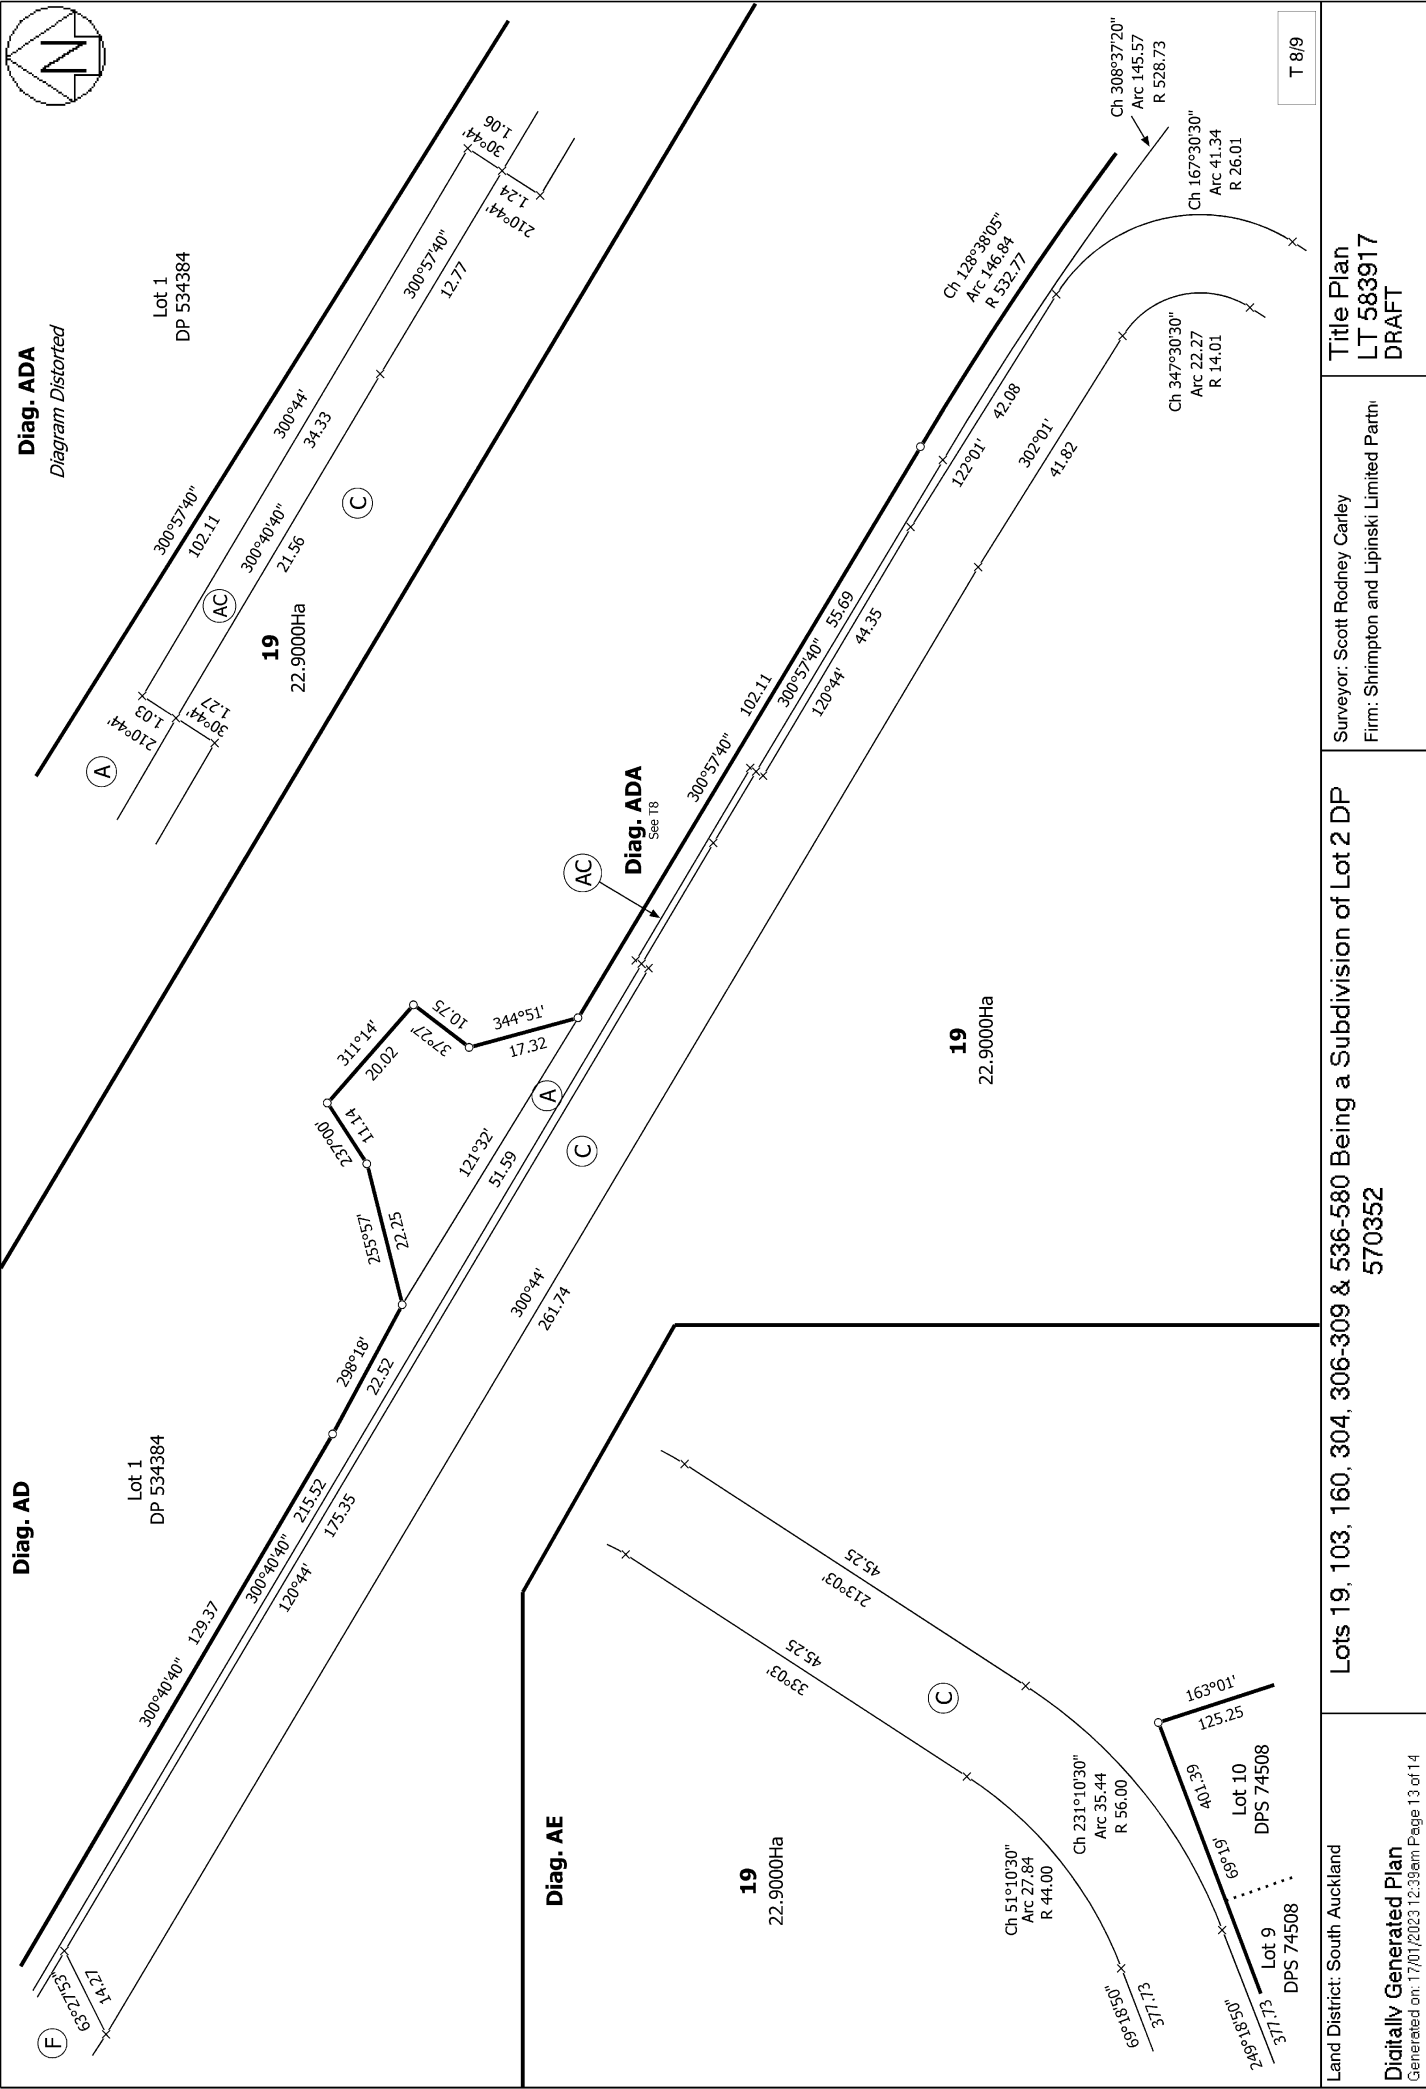 Diag. AD
Lot 1
DP 534384
300°40'40"
129.37
300°40'40"
215.52
120°44'
175.35
298°18'
22.52
255°57'
22.25
237°00'
11.14
311°14'
20.02
37°27'
10.75
344°51'
17.32
121°32'
51.59
A
C
300°44'
261.74
F
63°27'53"
14.27
AC
Diag. ADA
See T8
300°57'40"
102.11
300°57'40"
55.69
120°44'
44.35
122°01'
42.08
302°01'
41.82
Ch 128°38'05"
Arc 146.84
R 532.77
Ch 308°37'20"
Arc 145.57
R 528.73
Ch 167°30'30"
Arc 41.34
R 26.01
Ch 347°30'30"
Arc 22.27
R 14.01
19
22.9000Ha
Diag. ADA
Diagram Distorted
Lot 1
DP 534384
300°57'40"
102.11
300°44'
34.33
300°40'40"
21.56
300°57'40"
12.77
30°44'
1.06
210°44'
1.24
210°44'
1.03
30°44'
1.27
A
AC
C
19
22.9000Ha
N
Diag. AE
19
22.9000Ha
33°03'
45.25
213°03'
45.25
C
Ch 51°10'30"
Arc 27.84
R 44.00
Ch 231°10'30"
Arc 35.44
R 56.00
69°18'50"
377.73
249°18'50"
377.73
69°19'
401.39
163°01'
125.25
Lot 9
DPS 74508
Lot 10
DPS 74508
T 8/9
Land District: South Auckland
Digitally Generated Plan
Generated on: 17/01/2023 12:39am Page 13 of 14
Lots 19, 103, 160, 304, 306-309 & 536-580 Being a Subdivision of Lot 2 DP
570352
Surveyor: Scott Rodney Carley
Firm: Shrimpton and Lipinski Limited Partn
Title Plan
LT 583917
DRAFT